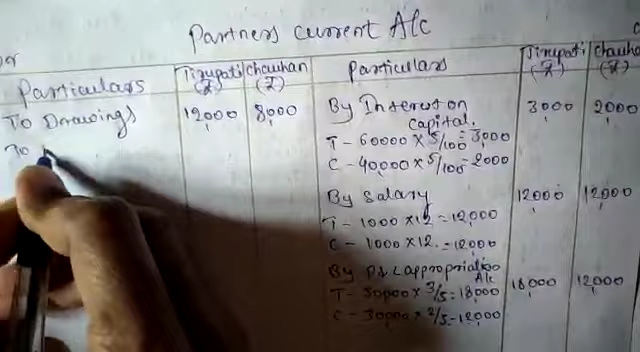 Partners current A/c
Particulars Tirupati (₹) Chauhan (₹) Particulars Tirupati (₹) Chauhan (₹)
To Drawings 12000 8000 By Interest on capital. 3000 2000
T - 60000 × 5/100 = 3000
C - 40000 × 5/100 = 2000
To
By Salary 12000 12000
T - 1000 × 12 = 12000
C - 1000 × 12. = 12000
By P&L appropriation A/c 18000 12000
T - 30000 × 3/5 = 18000
C - 30000 × 2/5 = 12000